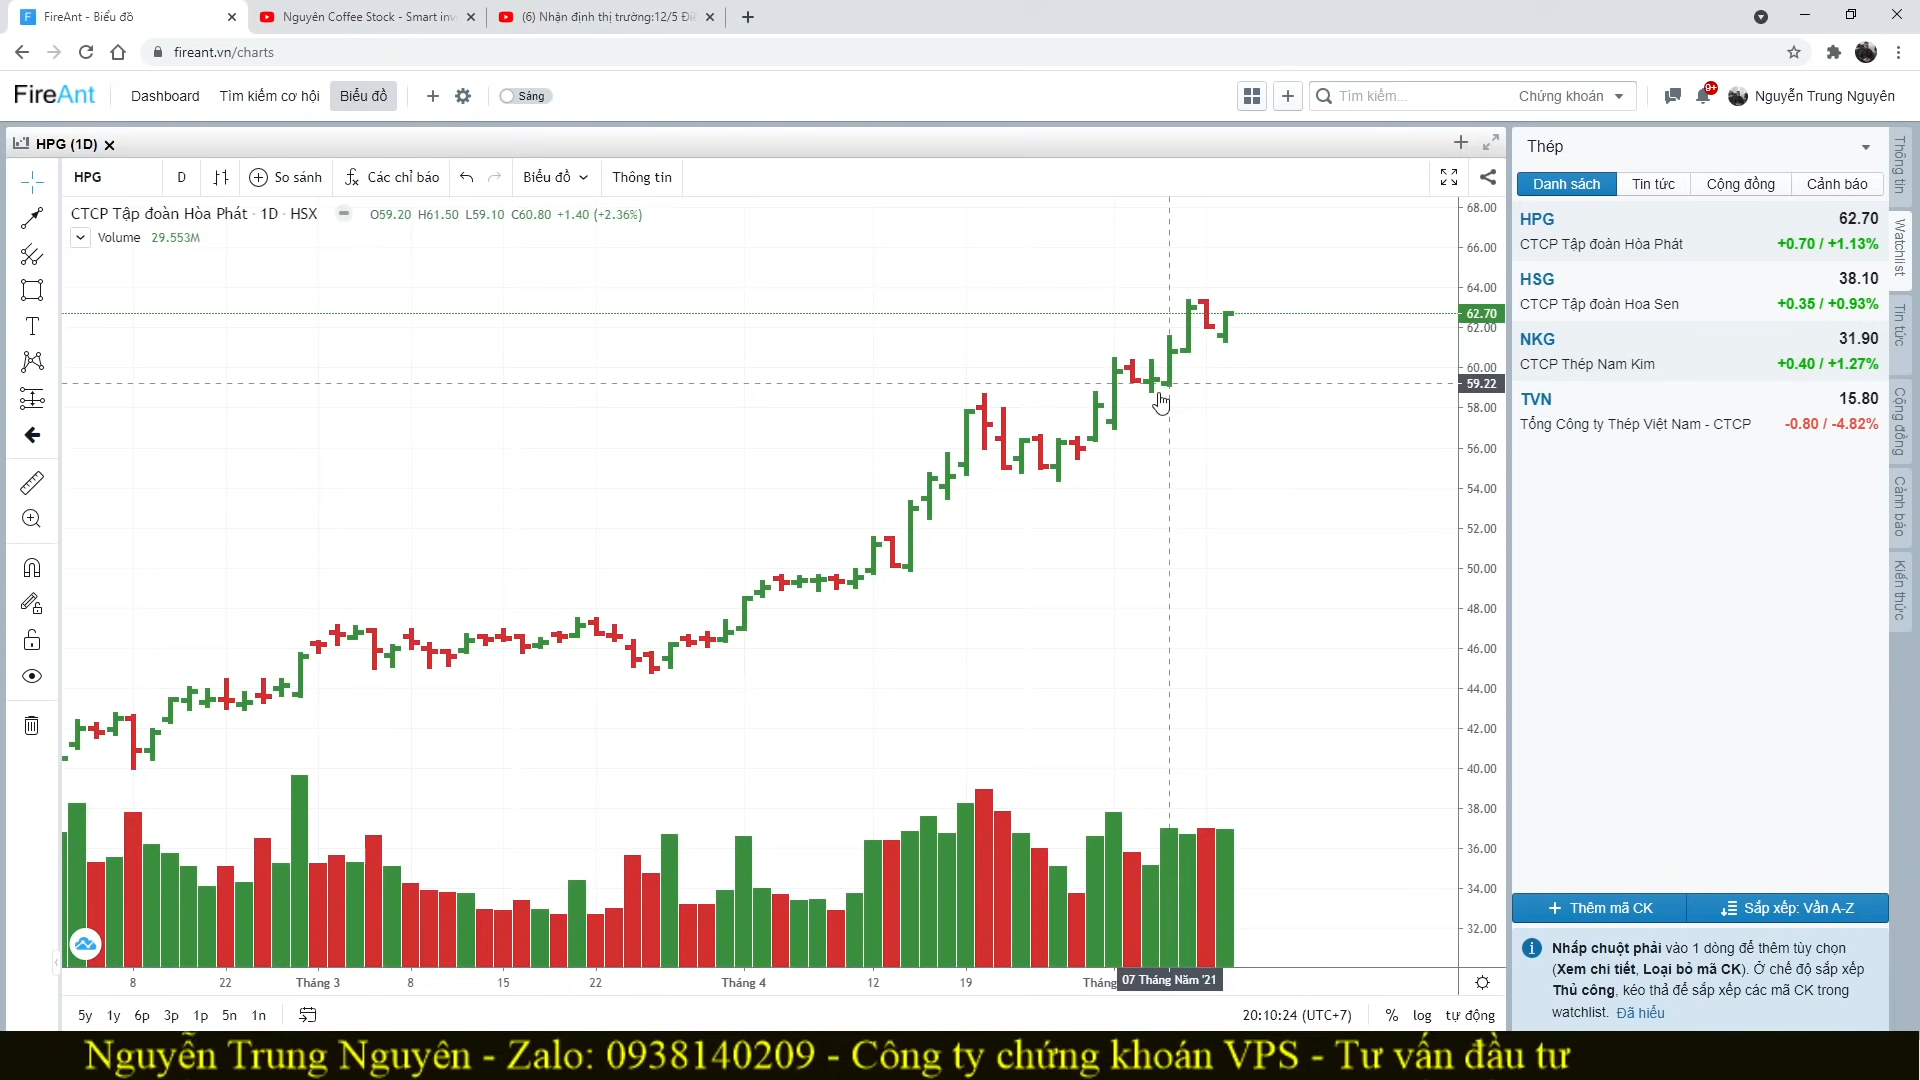 FireAnt - Biểu đồ
Nguyên Coffee Stock - Smart inv
(6) Nhận định thị trường:12/5 Đi
fireant.vn/charts
FireAnt
Dashboard
Tìm kiếm cơ hội
Biểu đồ
Sáng
Tìm kiếm...
Chứng khoán
9+
Nguyễn Trung Nguyên
HPG (1D)
HPG
D
So sánh
Các chỉ báo
Biểu đồ
Thông tin
CTCP Tập đoàn Hòa Phát · 1D · HSX
O59.20 H61.50 L59.10 C60.80 +1.40 (+2.36%)
Volume 29.553M
68.00
66.00
64.00
62.70
62.00
60.00
59.22
58.00
56.00
54.00
52.00
50.00
48.00
46.00
44.00
42.00
40.00
38.00
36.00
34.00
32.00
8
22
Tháng 3
8
15
22
Tháng 4
12
19
Tháng
07 Tháng Năm '21
5y 1y 6p 3p 1p 5n 1n
20:10:24 (UTC+7)
% log tự động
Thép
Danh sách
Tin tức
Cộng đồng
Cảnh báo
HPG 62.70
CTCP Tập đoàn Hòa Phát +0.70 / +1.13%
HSG 38.10
CTCP Tập đoàn Hoa Sen +0.35 / +0.93%
NKG 31.90
CTCP Thép Nam Kim +0.40 / +1.27%
TVN 15.80
Tổng Công ty Thép Việt Nam - CTCP -0.80 / -4.82%
Thêm mã CK
Sắp xếp: Vần A-Z
Nhấp chuột phải vào 1 dòng để thêm tùy chọn
(Xem chi tiết, Loại bỏ mã CK). Ở chế độ sắp xếp
Thủ công, kéo thả để sắp xếp các mã CK trong
watchlist. Đã hiểu
Thông tin
Watchlist
Tin tức
Cộng đồng
Cảnh báo
Kiến thức
Nguyễn Trung Nguyên - Zalo: 0938140209 - Công ty chứng khoán VPS - Tư vấn đầu tư